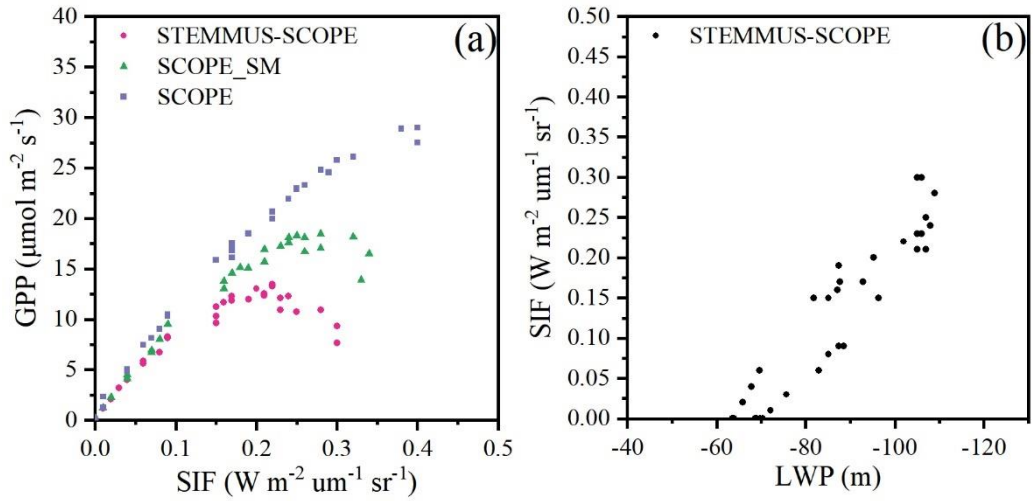 (a)
STEMMUS-SCOPE
SCOPE_SM
SCOPE
GPP (μmol m⁻² s⁻¹)
40
35
30
25
20
15
10
5
0
0.0 0.1 0.2 0.3 0.4 0.5
SIF (W m⁻² um⁻¹ sr⁻¹)
(b)
STEMMUS-SCOPE
SIF (W m⁻² um⁻¹ sr⁻¹)
0.50
0.45
0.40
0.35
0.30
0.25
0.20
0.15
0.10
0.05
0.00
-40 -60 -80 -100 -120
LWP (m)